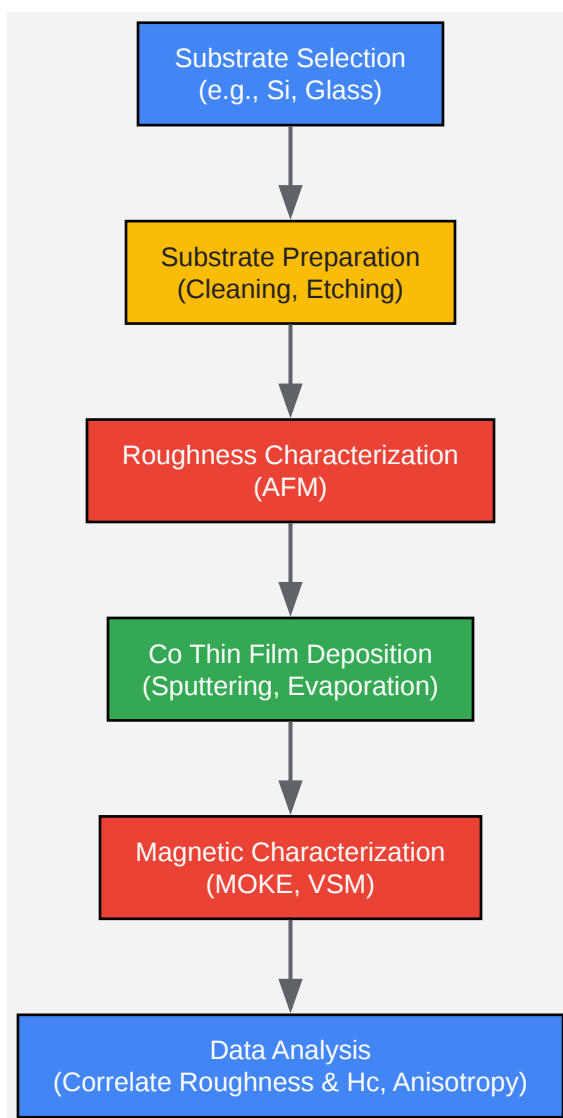 Substrate Selection
(e.g., Si, Glass)
Substrate Preparation
(Cleaning, Etching)
Roughness Characterization
(AFM)
Co Thin Film Deposition
(Sputtering, Evaporation)
Magnetic Characterization
(MOKE, VSM)
Data Analysis
(Correlate Roughness & Hc, Anisotropy)